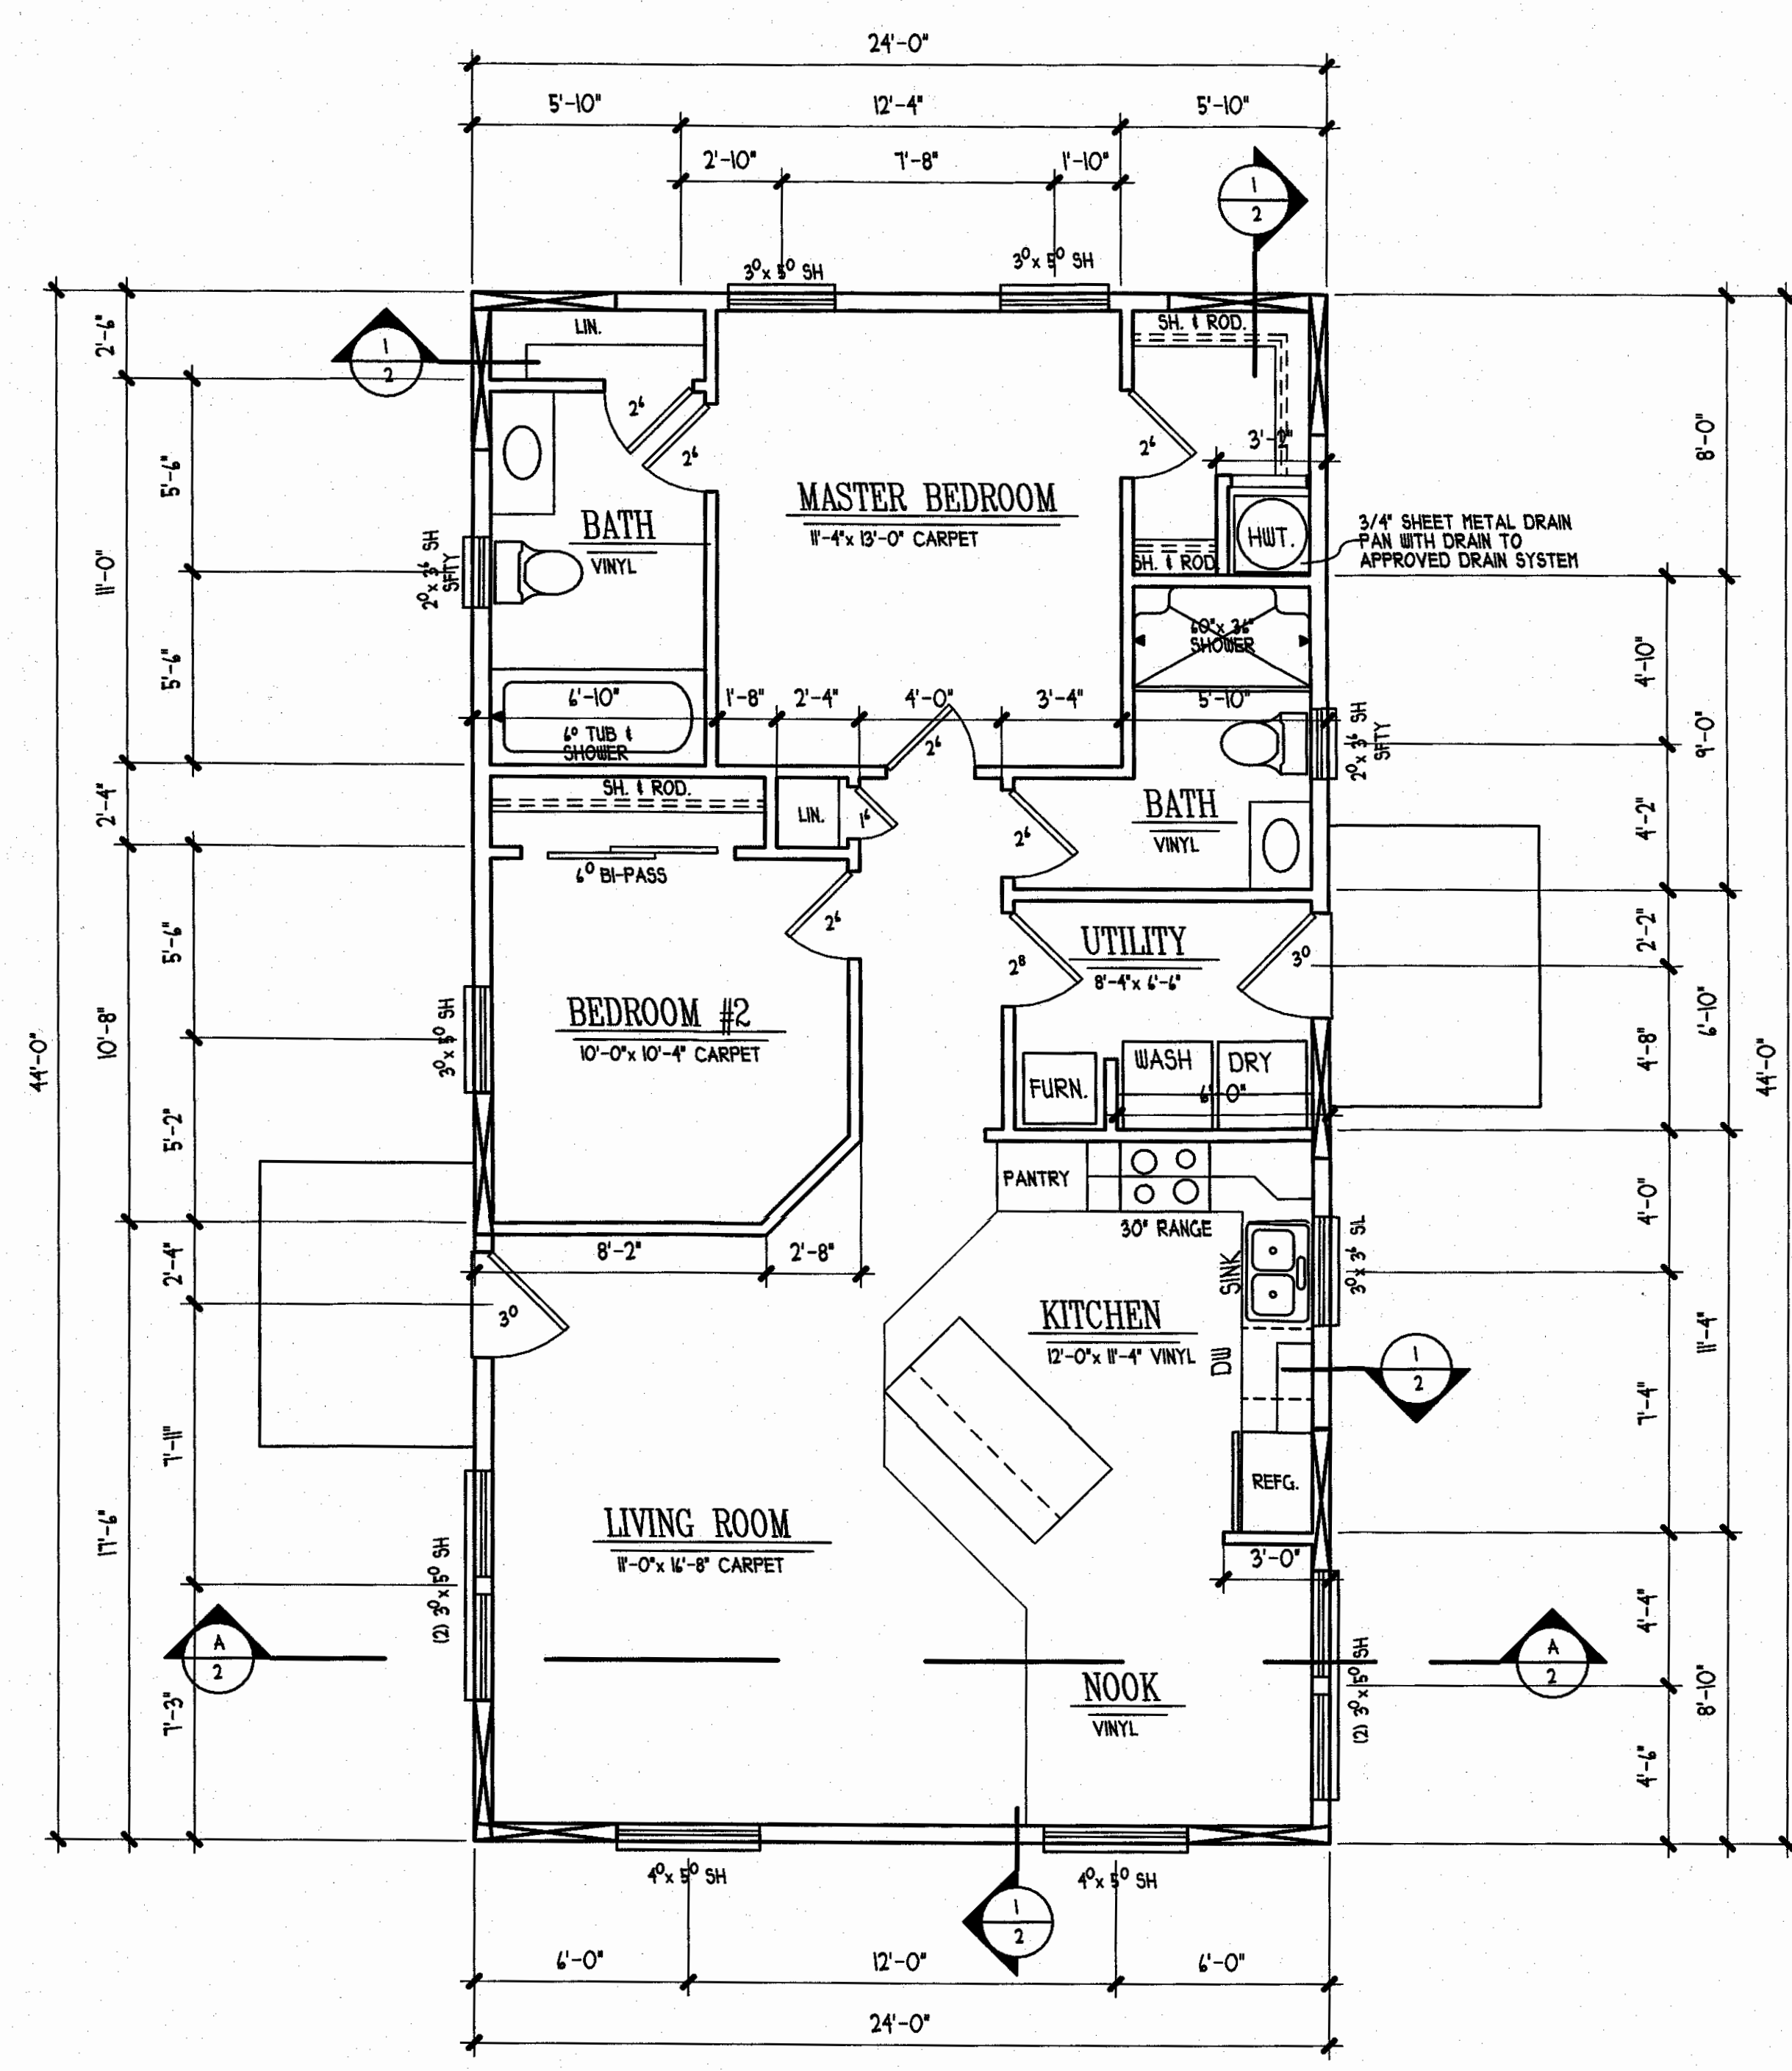 24'-0"
5'-10"
12'-4"
5'-10"
2'-10"
7'-8"
1'-10"
1
2
3⁰x 5⁰ SH
3⁰x 5⁰ SH
2'-6"
1
2
LIN.
SH. & ROD.
2⁶
2⁶
2⁶
3'-2"
8'-0"
5'-6"
MASTER BEDROOM
11'-4"x 13'-0" CARPET
BATH
VINYL
HWT.
3/4" SHEET METAL DRAIN
PAN WITH DRAIN TO
APPROVED DRAIN SYSTEM
SH. & ROD
11'-0"
2⁰x 3⁶ SH
SFTY
60"x 36"
SHOWER
5'-6"
4'-10"
6'-10"
1'-8"
2'-4"
4'-0"
3'-4"
5'-10"
6⁰ TUB &
SHOWER
2⁶
2⁰x 3⁶ SH
SFTY
9'-0"
SH. & ROD.
LIN.
1⁶
2'-4"
BATH
VINYL
2⁶
4'-2"
6⁰ BI-PASS
2⁶
5'-6"
UTILITY
8'-4"x 6'-6"
2⁸
3⁰
2'-2"
BEDROOM #2
10'-0"x 10'-4" CARPET
3⁰x 5⁰ SH
44'-0"
10'-8"
FURN.
WASH
DRY
6'-0"
4'-8"
6'-10"
44'-0"
5'-2"
PANTRY
30" RANGE
4'-0"
8'-2"
2'-8"
2'-4"
3⁰
SINK
3⁰x 3⁶ SL
KITCHEN
12'-0"x 11'-4" VINYL
DW
1
2
11'-4"
7'-4"
7'-11"
REFG.
LIVING ROOM
11'-0"x 16'-8" CARPET
17'-6"
(2) 3⁰x 5⁰ SH
3'-0"
4'-4"
A
2
A
2
NOOK
VINYL
(2) 3⁰x 5⁰ SH
8'-10"
7'-3"
4'-6"
4⁰x 5⁰ SH
4⁰x 5⁰ SH
1
2
6'-0"
12'-0"
6'-0"
24'-0"